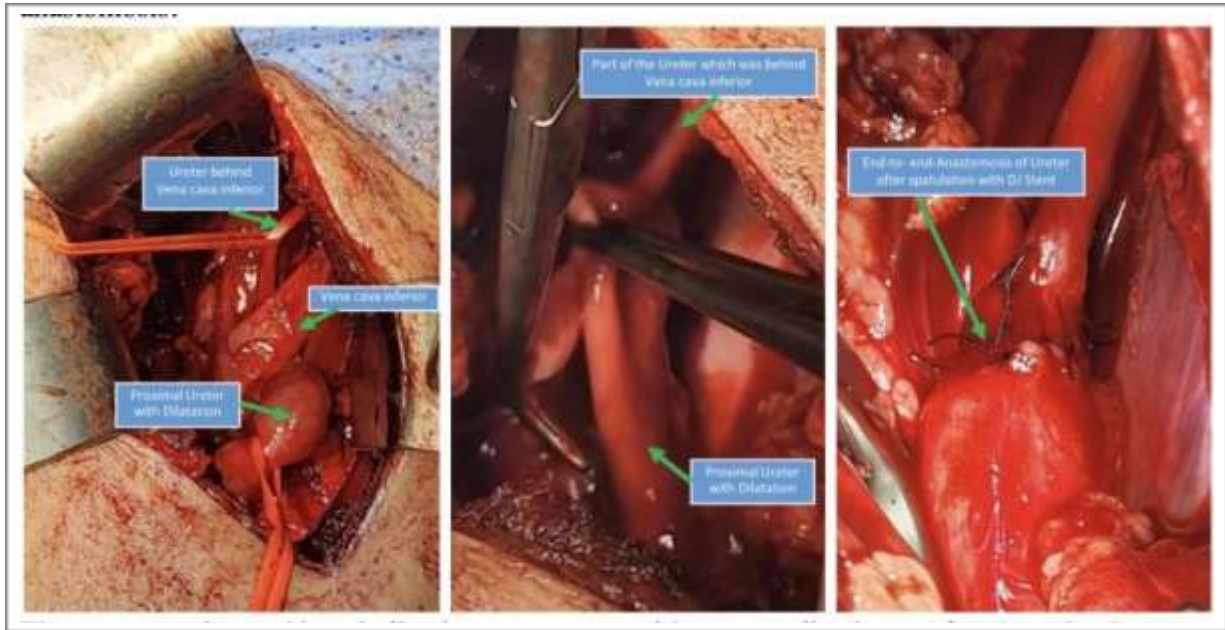 anastomosis.
Ureter behind
Vena cava inferior
Vena cava inferior
Proximal Ureter
with Dilatation
Part of the Ureter which was behind
Vena cava inferior
Proximal Ureter
with Dilatation
End-to- end-Anastomosis of Ureter
after spatulation with DJ Stent